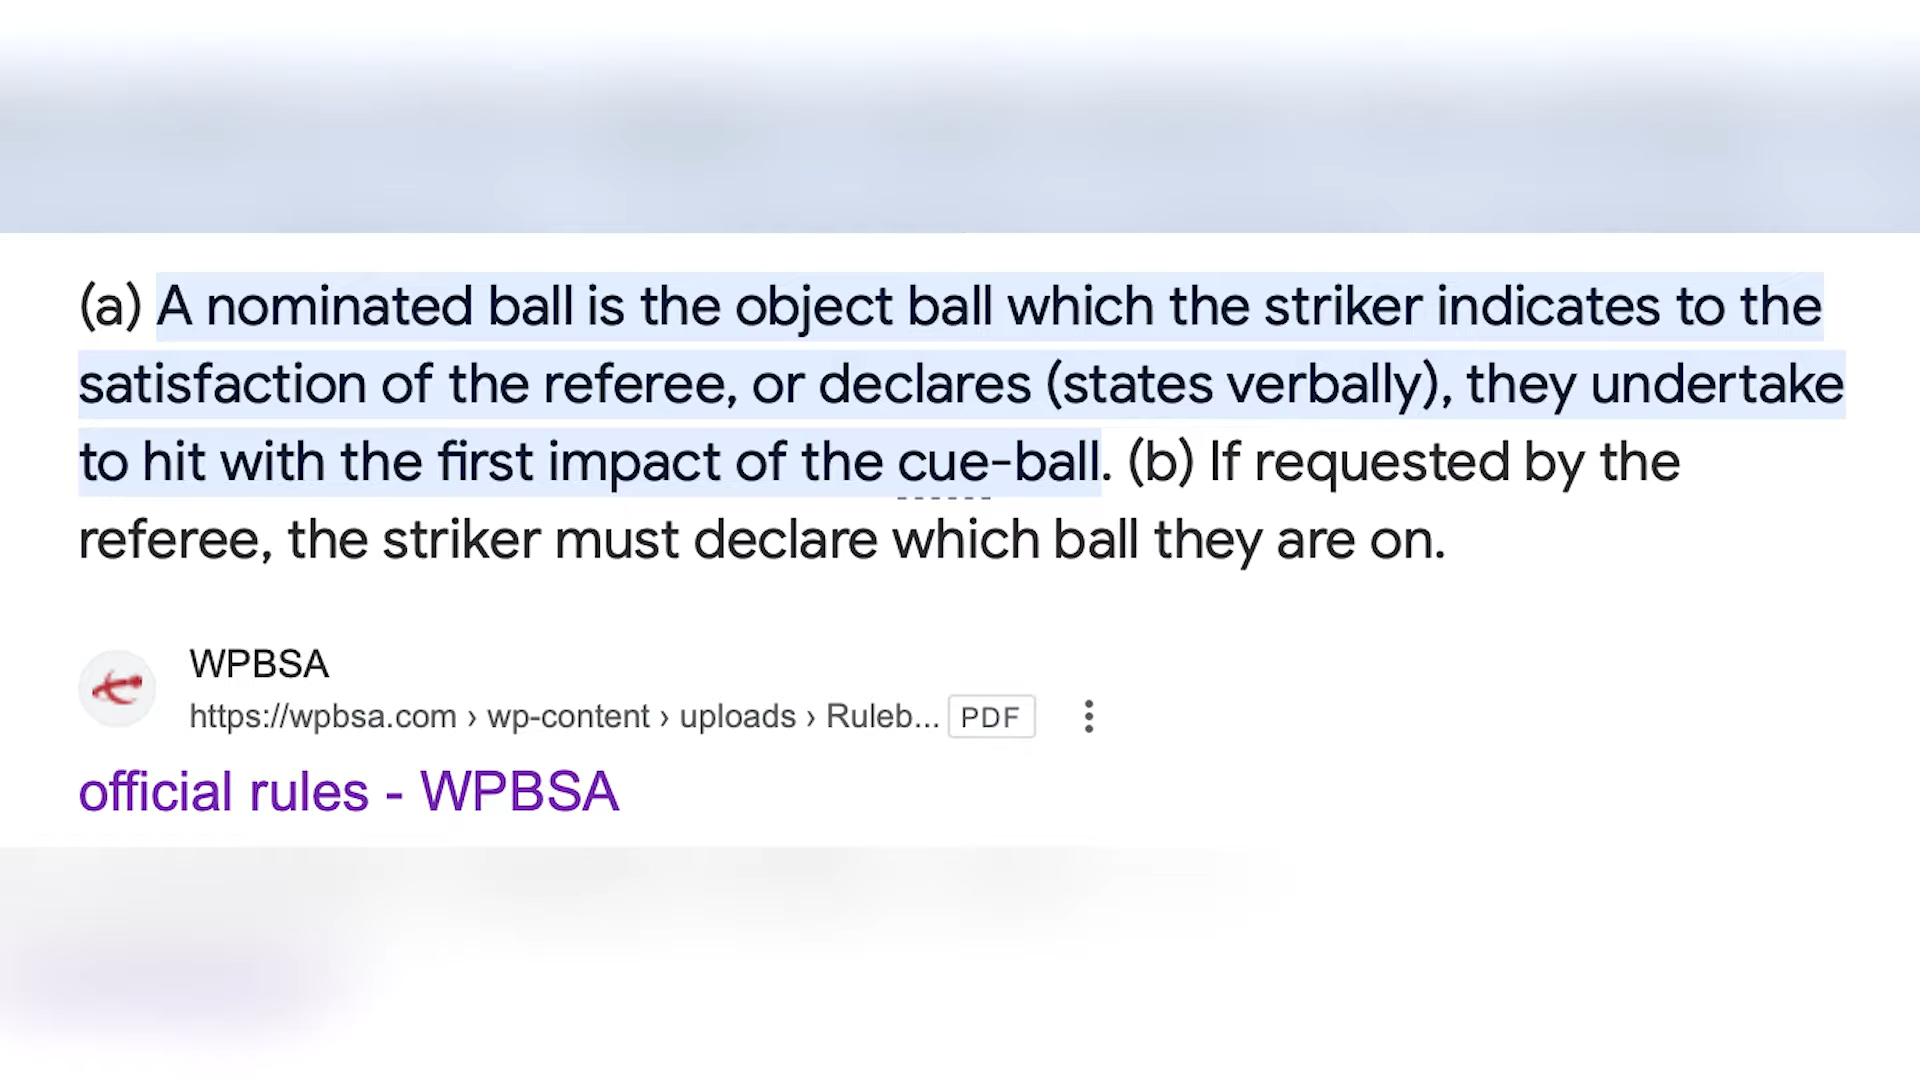 (a) A nominated ball is the object ball which the striker indicates to the
satisfaction of the referee, or declares (states verbally), they undertake
to hit with the first impact of the cue-ball. (b) If requested by the
referee, the striker must declare which ball they are on.
WPBSA
https://wpbsa.com › wp-content › uploads › Ruleb... PDF
official rules - WPBSA